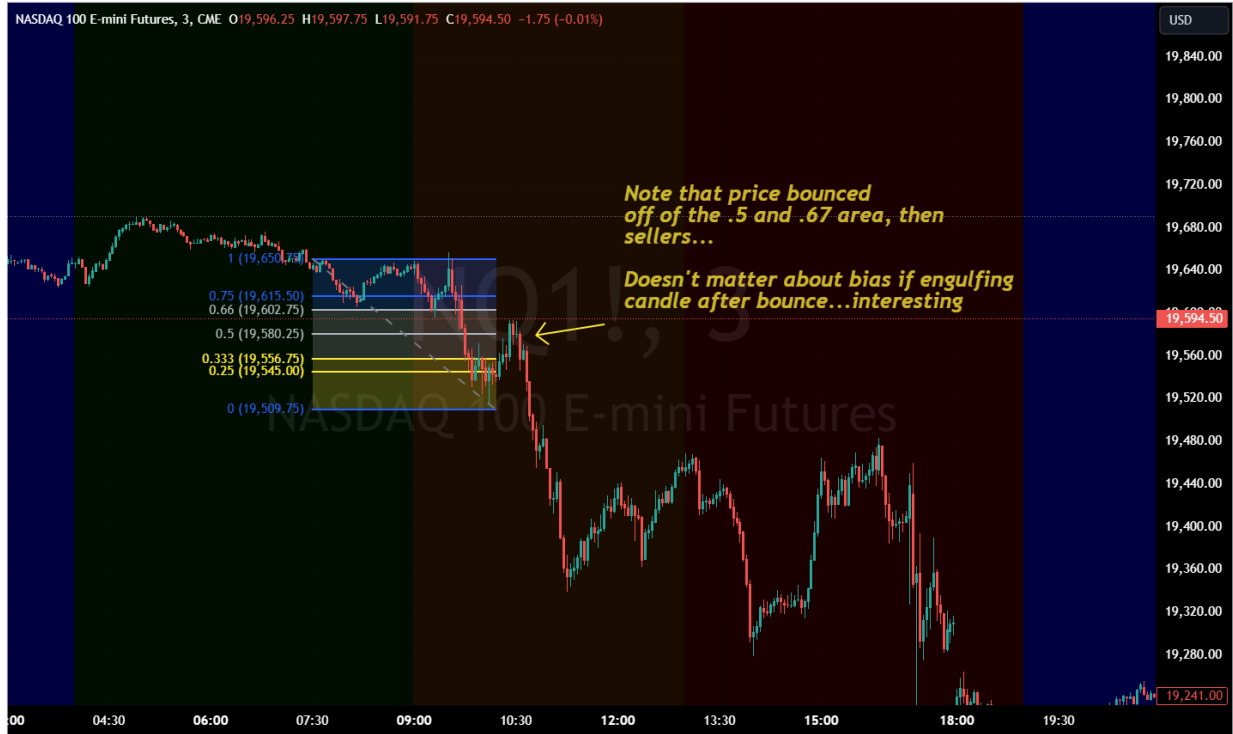 NASDAQ 100 E-mini Futures, 3, CME O19,596.25 H19,597.75 L19,591.75 C19,594.50 −1.75 (−0.01%)
USD
19,840.00
19,800.00
19,760.00
19,720.00
19,680.00
19,640.00
19,594.50
19,560.00
19,520.00
19,480.00
19,440.00
19,400.00
19,360.00
19,320.00
19,280.00
19,241.00
Note that price bounced
off of the .5 and .67 area, then
sellers...
Doesn't matter about bias if engulfing
candle after bounce...interesting
1 (19,650.75)
0.75 (19,615.50)
0.66 (19,602.75)
0.5 (19,580.25)
0.333 (19,556.75)
0.25 (19,545.00)
0 (19,509.75)
NQ1!, 3
NASDAQ 100 E-mini Futures
:00 04:30 06:00 07:30 09:00 10:30 12:00 13:30 15:00 18:00 19:30